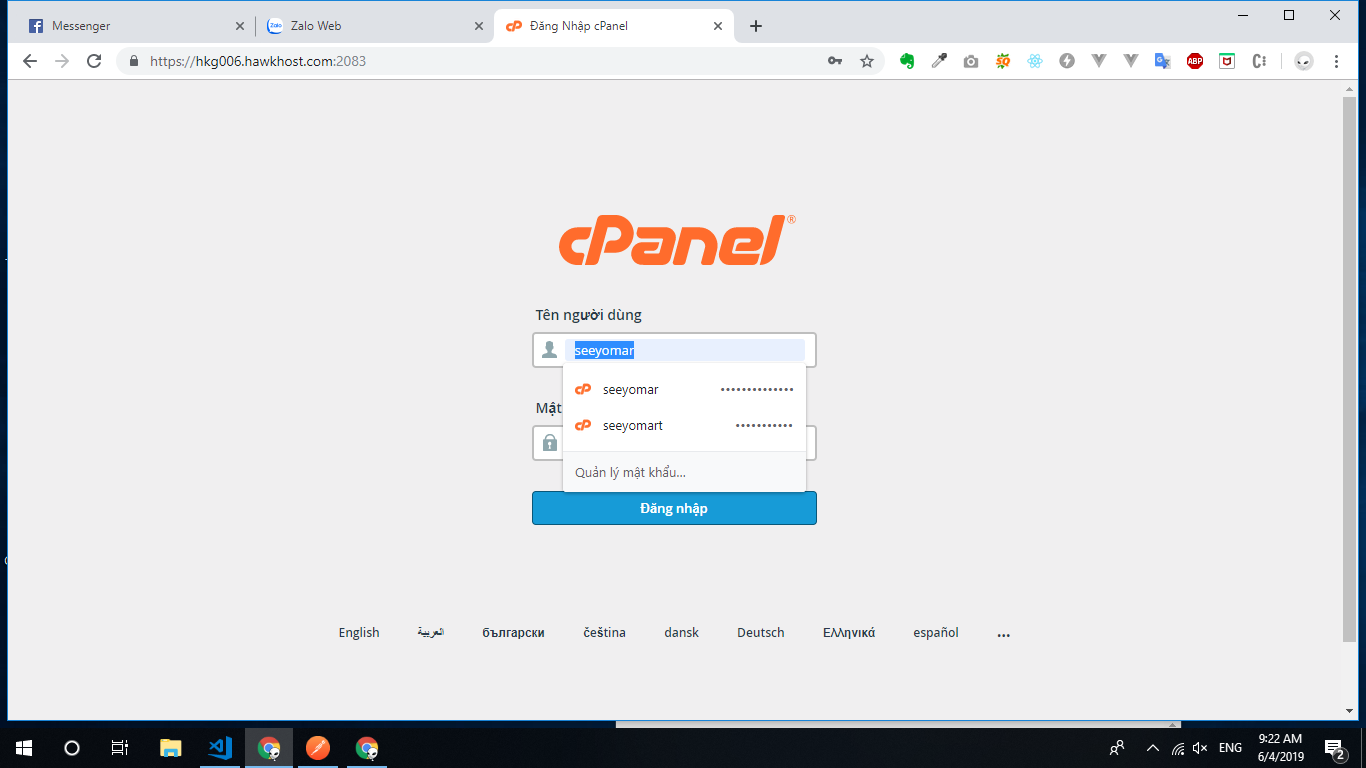 Messenger
Zalo Web
Đăng Nhập cPanel
https://hkg006.hawkhost.com:2083
cPanel®
Tên người dùng
seeyomar
seeyomar ••••••••••••••
Mật
seeyomart •••••••••••
Quản lý mật khẩu...
Đăng nhập
English العربية български čeština dansk Deutsch Ελληνικά español ...
ENG
9:22 AM
6/4/2019
2